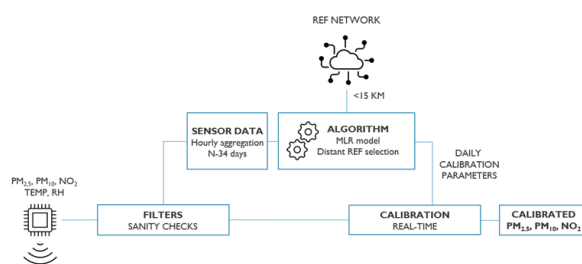 REF NETWORK
<15 KM
SENSOR DATA
Hourly aggregation
N-34 days
ALGORITHM
MLR model
Distant REF selection
DAILY
CALIBRATION
PARAMETERS
PM2.5, PM10, NO2
TEMP, RH
FILTERS
SANITY CHECKS
CALIBRATION
REAL-TIME
CALIBRATED
PM2.5, PM10, NO2